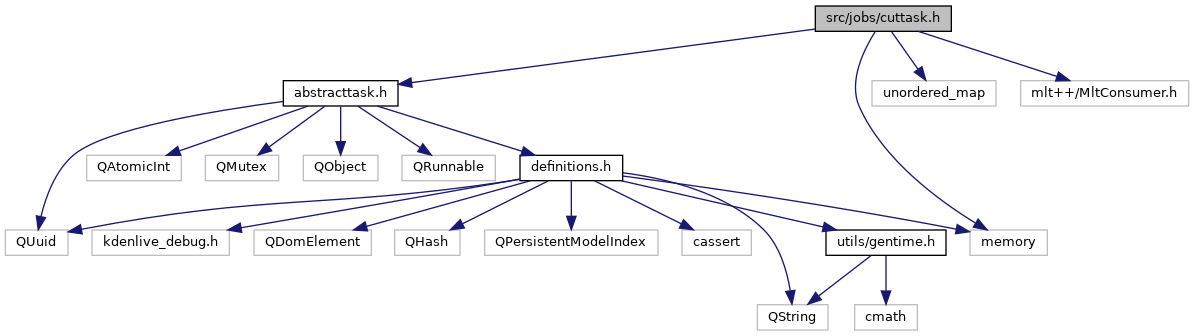 src/jobs/cuttask.h
abstracttask.h
unordered_map
mlt++/MltConsumer.h
QAtomicInt
QMutex
QObject
QRunnable
definitions.h
QUuid
kdenlive_debug.h
QDomElement
QHash
QPersistentModelIndex
cassert
utils/gentime.h
memory
QString
cmath